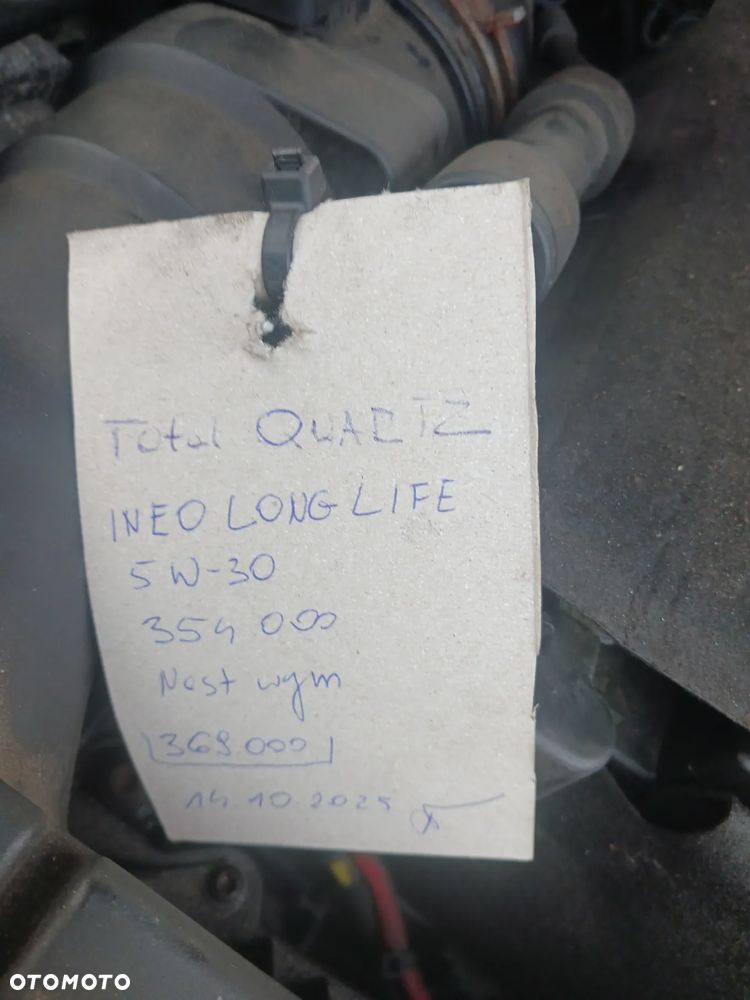 Total QUARTZ
INEO LONG LIFE
5W-30
354 000
Nast wym
369.000
14.10.2025
OTOMOTO